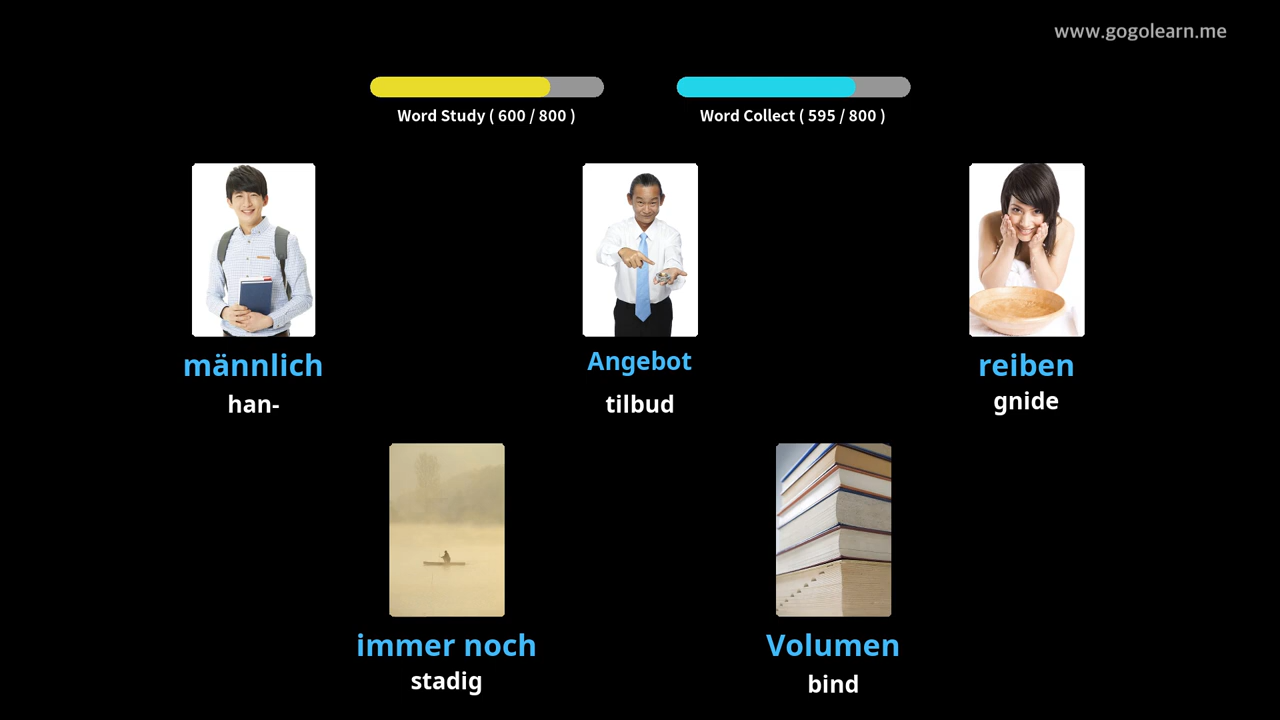 www.gogolearn.me
Word Study ( 600 / 800 )
Word Collect ( 595 / 800 )
männlich
han-
Angebot
tilbud
reiben
gnide
immer noch
stadig
Volumen
bind